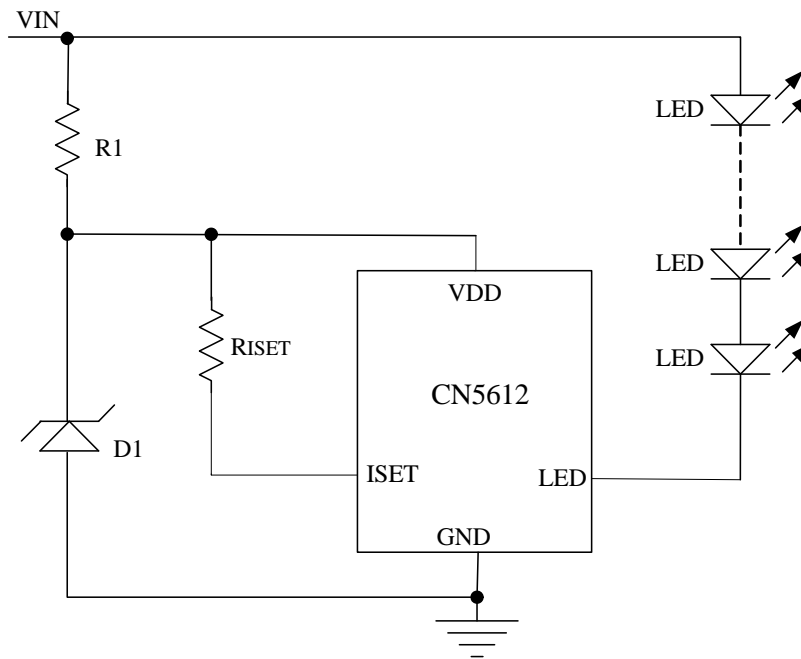 VIN
LED
R1
LED
VDD
RISET
LED
CN5612
D1
ISET
LED
GND